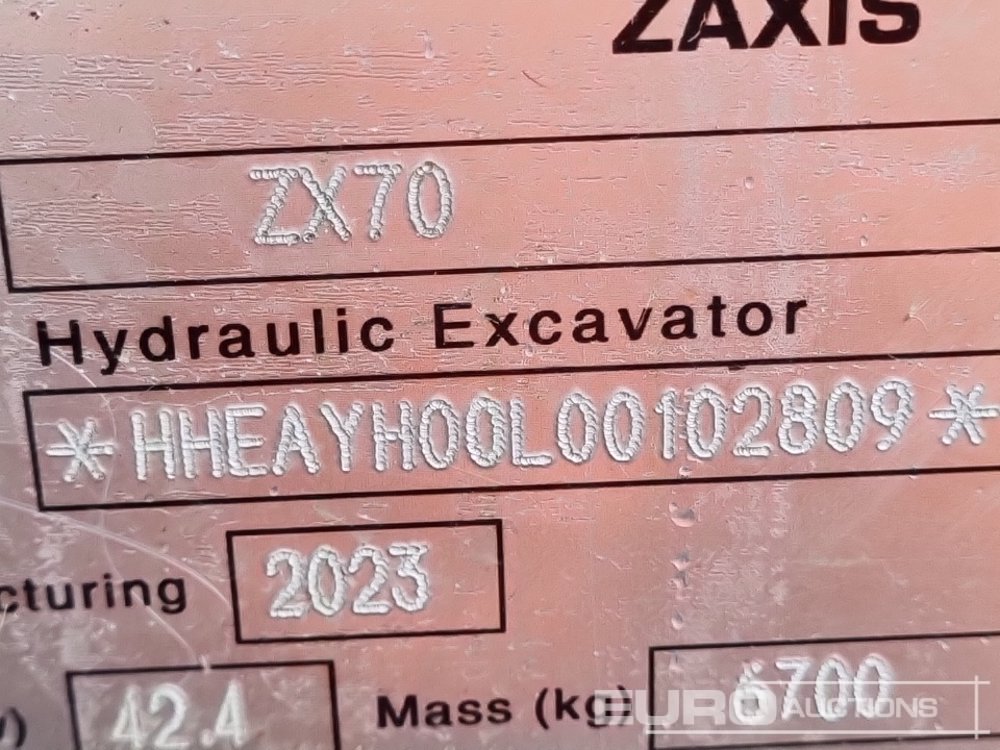 ZAXIS
ZX70
Hydraulic Excavator
*HHEAYH00L00102809*
cturing 2023
) 42.4 Mass (kg) 6700
EURO AUCTIONS